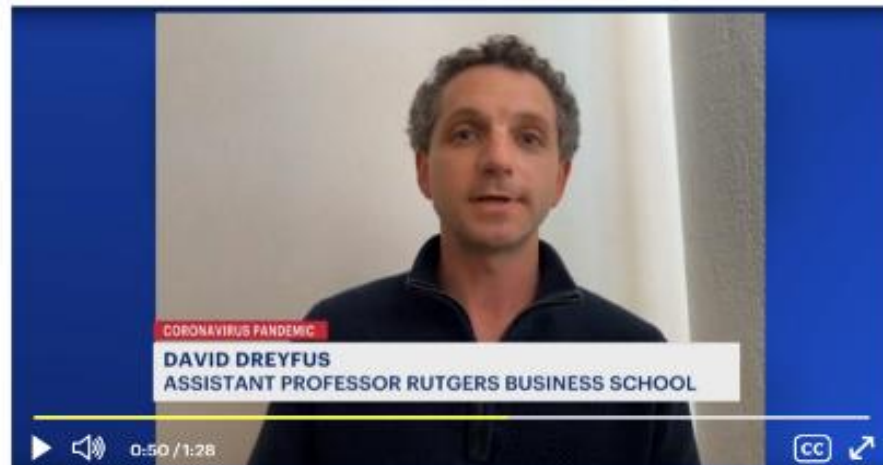 CORONAVIRUS PANDEMIC
DAVID DREYFUS
ASSISTANT PROFESSOR RUTGERS BUSINESS SCHOOL
0:50 / 1:28
CC